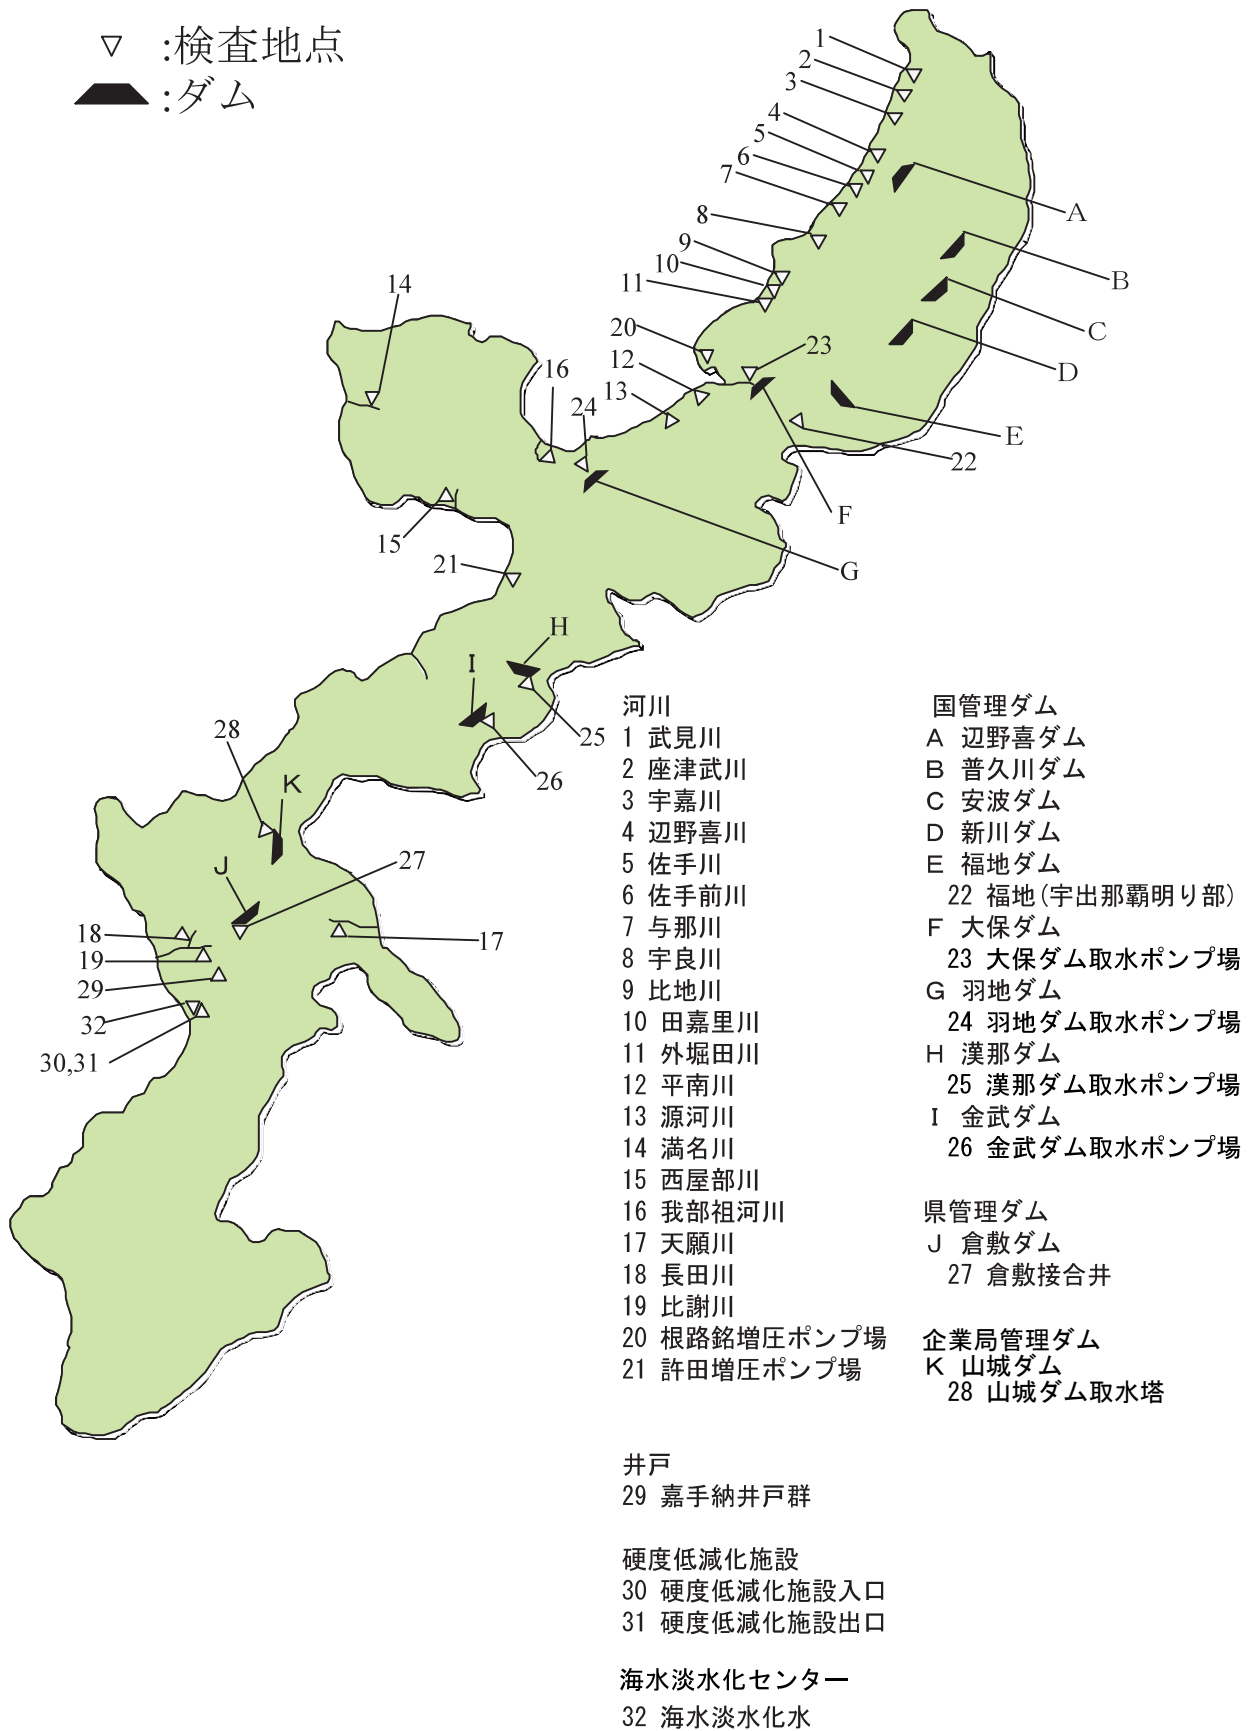 ▽ :検査地点
:ダム
1
2
3
4
5
6
7
8
9
10
11
20
12
13
23
14
16
24
15
21
A
B
C
D
E
22
F
G
H
I
25
26
28
K
J
27
17
18
19
29
32
30,31
河川
1 武見川
2 座津武川
3 宇嘉川
4 辺野喜川
5 佐手川
6 佐手前川
7 与那川
8 宇良川
9 比地川
10 田嘉里川
11 外堀田川
12 平南川
13 源河川
14 満名川
15 西屋部川
16 我部祖河川
17 天願川
18 長田川
19 比謝川
20 根路銘増圧ポンプ場
21 許田増圧ポンプ場
井戸
29 嘉手納井戸群
硬度低減化施設
30 硬度低減化施設入口
31 硬度低減化施設出口
海水淡水化センター
32 海水淡水化水
国管理ダム
A 辺野喜ダム
B 普久川ダム
C 安波ダム
D 新川ダム
E 福地ダム
22 福地(宇出那覇明り部)
F 大保ダム
23 大保ダム取水ポンプ場
G 羽地ダム
24 羽地ダム取水ポンプ場
H 漢那ダム
25 漢那ダム取水ポンプ場
I 金武ダム
26 金武ダム取水ポンプ場
県管理ダム
J 倉敷ダム
27 倉敷接合井
企業局管理ダム
K 山城ダム
28 山城ダム取水塔